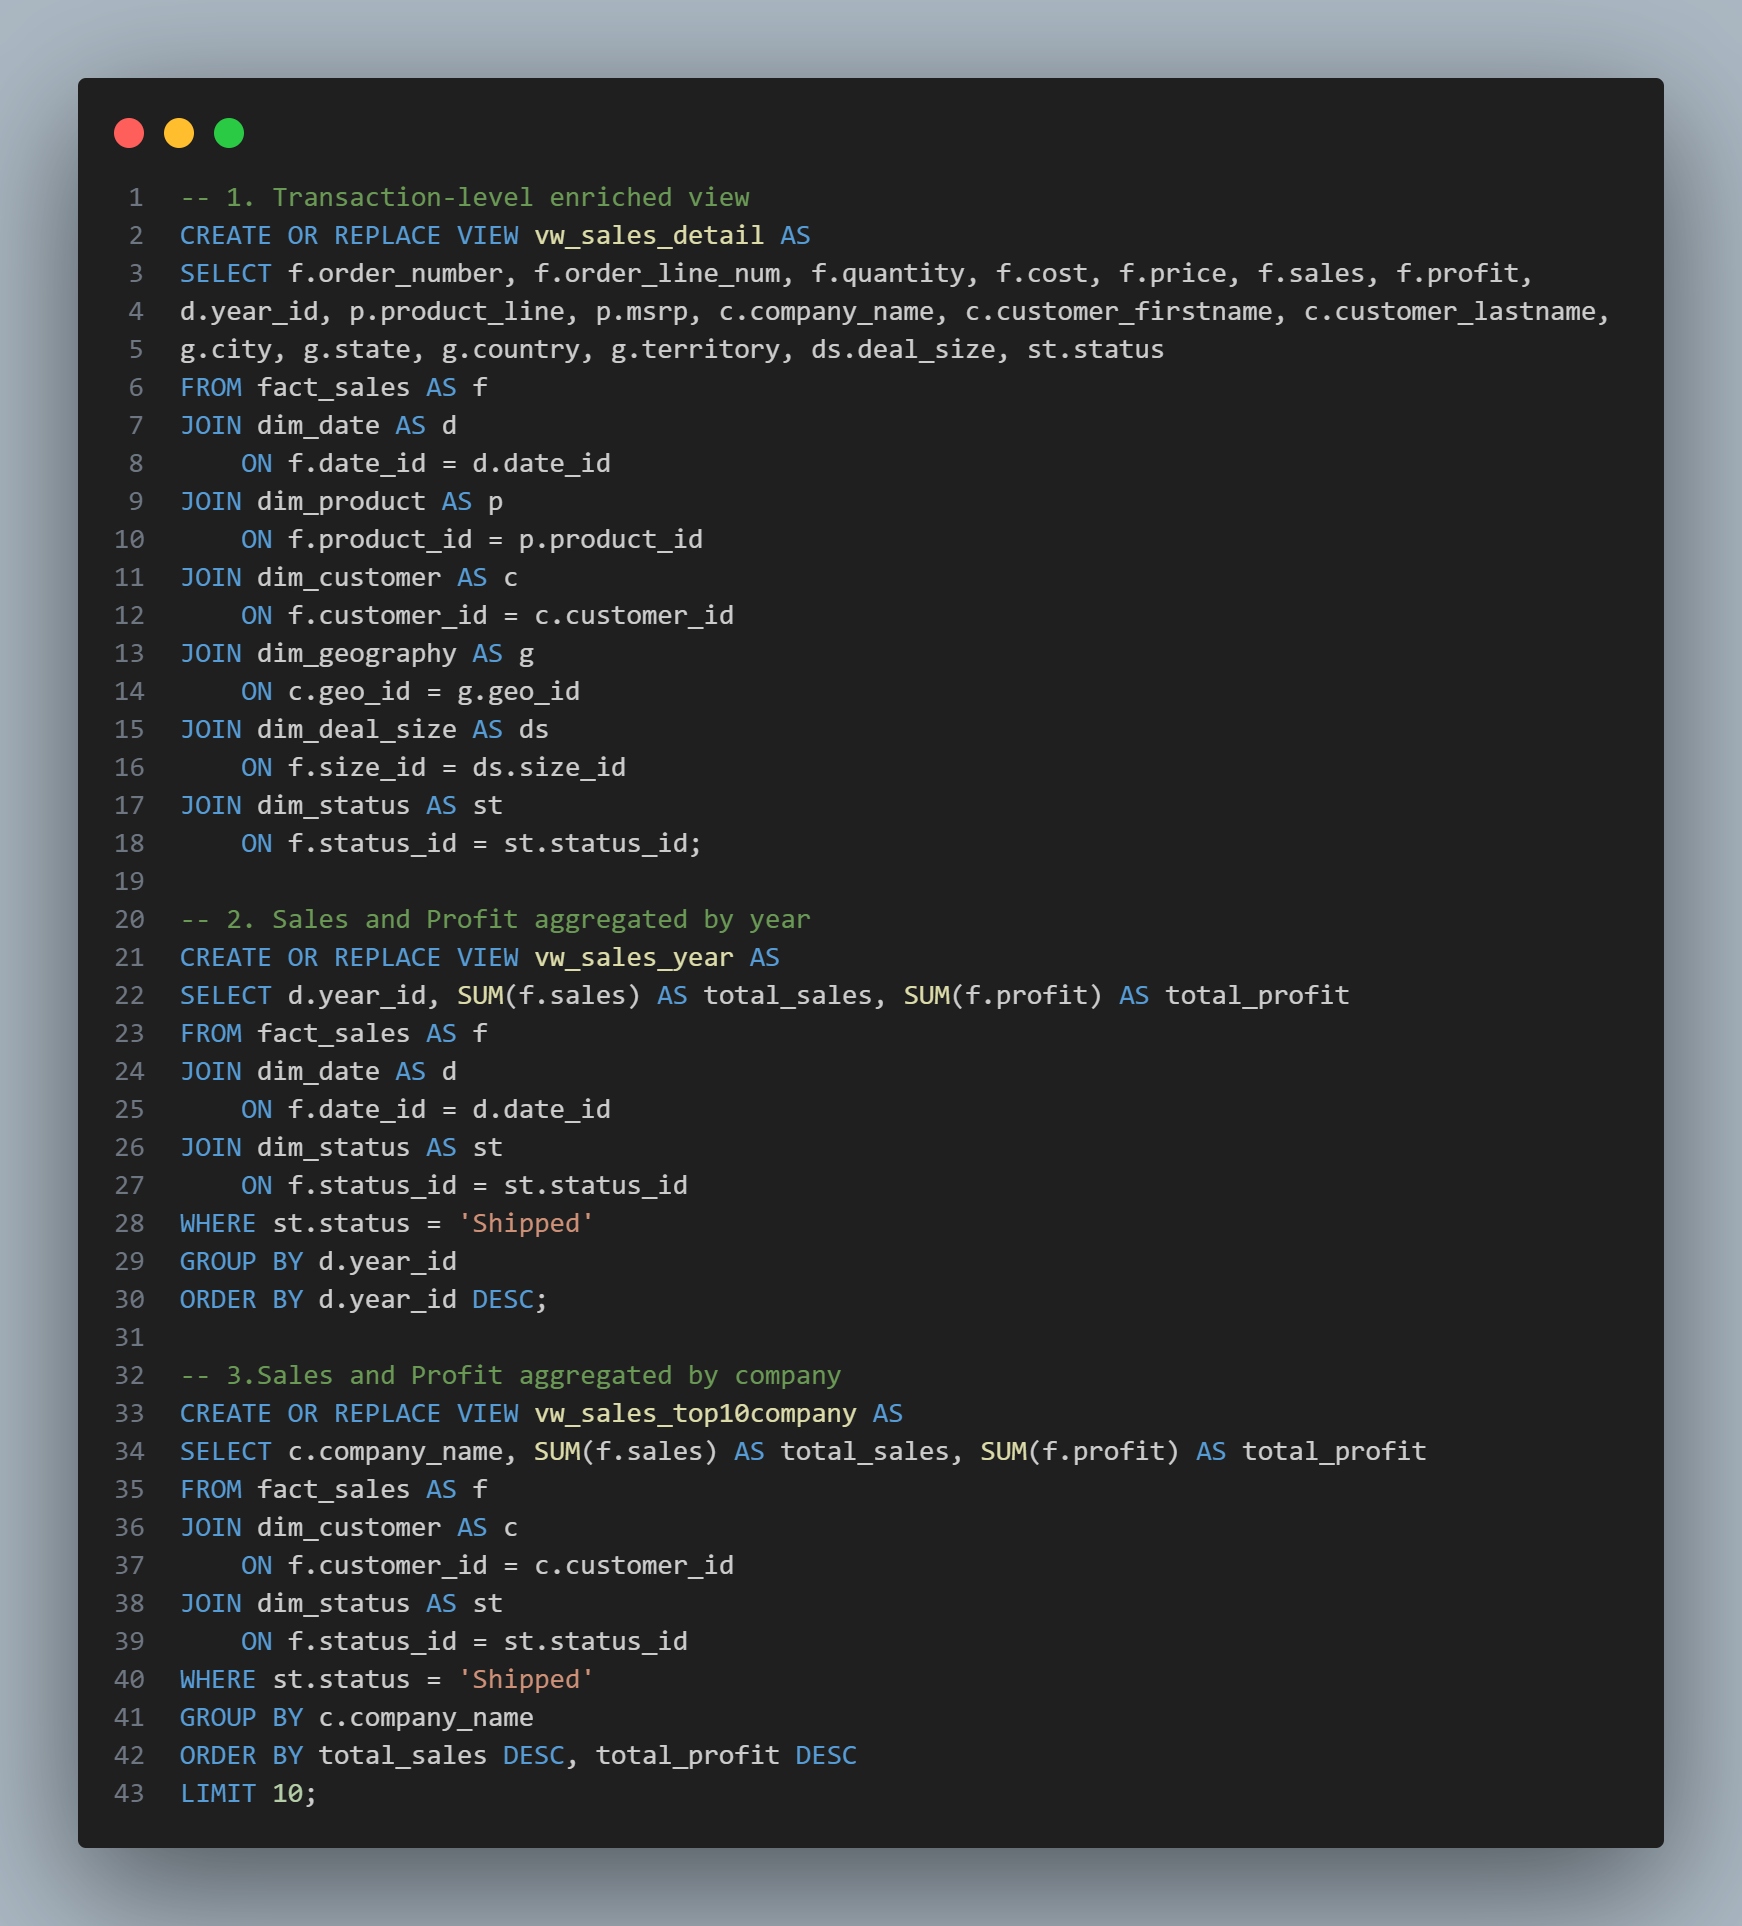 1 -- 1. Transaction-level enriched view
2 CREATE OR REPLACE VIEW vw_sales_detail AS
3 SELECT f.order_number, f.order_line_num, f.quantity, f.cost, f.price, f.sales, f.profit,
4 d.year_id, p.product_line, p.msrp, c.company_name, c.customer_firstname, c.customer_lastname,
5 g.city, g.state, g.country, g.territory, ds.deal_size, st.status
6 FROM fact_sales AS f
7 JOIN dim_date AS d
8     ON f.date_id = d.date_id
9 JOIN dim_product AS p
10     ON f.product_id = p.product_id
11 JOIN dim_customer AS c
12     ON f.customer_id = c.customer_id
13 JOIN dim_geography AS g
14     ON c.geo_id = g.geo_id
15 JOIN dim_deal_size AS ds
16     ON f.size_id = ds.size_id
17 JOIN dim_status AS st
18     ON f.status_id = st.status_id;
19
20 -- 2. Sales and Profit aggregated by year
21 CREATE OR REPLACE VIEW vw_sales_year AS
22 SELECT d.year_id, SUM(f.sales) AS total_sales, SUM(f.profit) AS total_profit
23 FROM fact_sales AS f
24 JOIN dim_date AS d
25     ON f.date_id = d.date_id
26 JOIN dim_status AS st
27     ON f.status_id = st.status_id
28 WHERE st.status = 'Shipped'
29 GROUP BY d.year_id
30 ORDER BY d.year_id DESC;
31
32 -- 3.Sales and Profit aggregated by company
33 CREATE OR REPLACE VIEW vw_sales_top10company AS
34 SELECT c.company_name, SUM(f.sales) AS total_sales, SUM(f.profit) AS total_profit
35 FROM fact_sales AS f
36 JOIN dim_customer AS c
37     ON f.customer_id = c.customer_id
38 JOIN dim_status AS st
39     ON f.status_id = st.status_id
40 WHERE st.status = 'Shipped'
41 GROUP BY c.company_name
42 ORDER BY total_sales DESC, total_profit DESC
43 LIMIT 10;